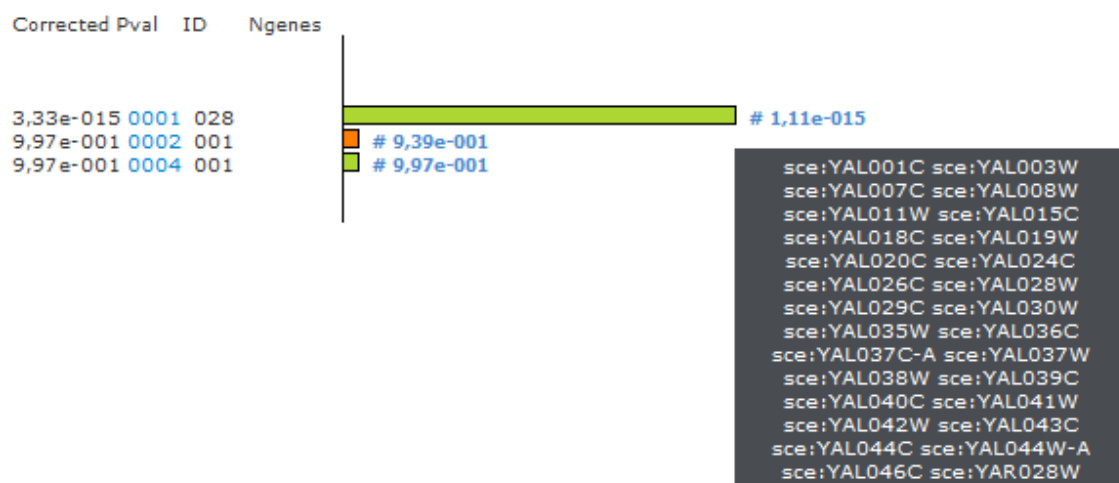 Corrected Pval ID Ngenes
3,33e-015 0001 028 # 1,11e-015
9,97e-001 0002 001 # 9,39e-001
9,97e-001 0004 001 # 9,97e-001
sce:YAL001C sce:YAL003W
sce:YAL007C sce:YAL008W
sce:YAL011W sce:YAL015C
sce:YAL018C sce:YAL019W
sce:YAL020C sce:YAL024C
sce:YAL026C sce:YAL028W
sce:YAL029C sce:YAL030W
sce:YAL035W sce:YAL036C
sce:YAL037C-A sce:YAL037W
sce:YAL038W sce:YAL039C
sce:YAL040C sce:YAL041W
sce:YAL042W sce:YAL043C
sce:YAL044C sce:YAL044W-A
sce:YAL046C sce:YAR028W